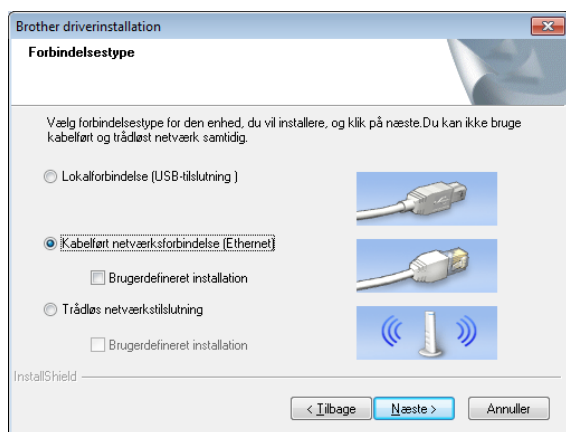 Brother driverinstallation
Forbindelsestype
Vælg forbindelsestype for den enhed, du vil installere, og klik på næste.Du kan ikke bruge
kabelført og trådløst netværk samtidig.
Lokalforbindelse (USB-tilslutning )
Kabelført netværksforbindelse (Ethernet)
Brugerdefineret installation
Trådløs netværkstilslutning
Brugerdefineret installation
InstallShield
< Tilbage
Næste >
Annuller